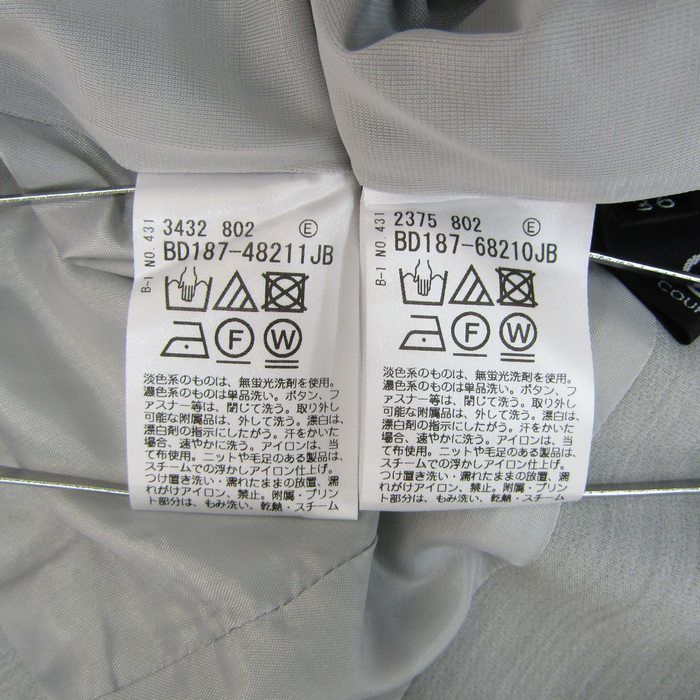 B-1 NO. 431
3432 802 Ⓔ
BD187-48211JB
F W
淡色系のものは、無蛍光洗剤を使用。
濃色系のものは単品洗い。ボタン、フ
ァスナー等は、閉じて洗う。取り外し
可能な附属品は、外して洗う。漂白は、
漂白剤の指示にしたがう。汗をかいた
場合、速やかに洗う。アイロンは、当
て布使用。ニットや毛足のある製品は、
スチームでの浮かしアイロン仕上げ。
つけ置き洗い・濡れたままの放置、濡
れがけアイロン、禁止。附属・プリン
ト部分は、もみ洗い、乾熱・スチーム
B-1 NO. 431
2375 802 Ⓔ
BD187-68210JB
F W
淡色系のものは、無蛍光洗剤を使用。
濃色系のものは単品洗い。ボタン、フ
ァスナー等は、閉じて洗う。取り外し
可能な附属品は、外して洗う。漂白は、
漂白剤の指示にしたがう。汗をかいた
場合、速やかに洗う。アイロンは、当
て布使用。ニットや毛足のある製品は、
スチームでの浮かしアイロン仕上げ。
つけ置き洗い・濡れたままの放置、濡
れがけアイロン、禁止。附属・プリン
ト部分は、もみ洗い、乾熱・スチーム